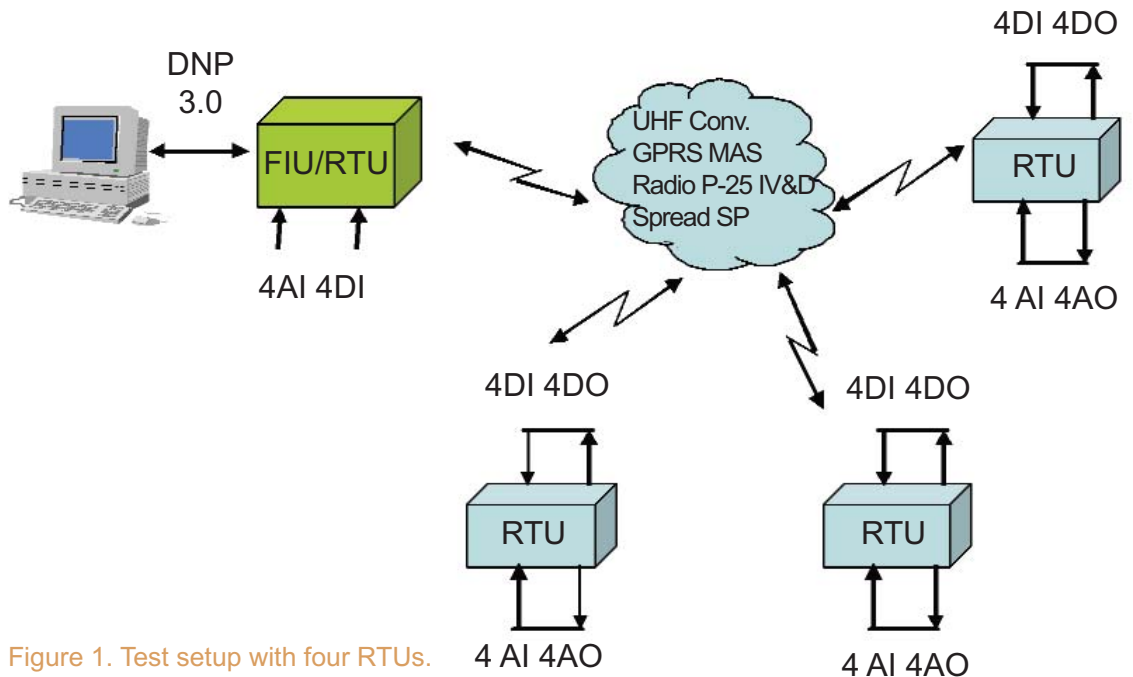 4DI 4DO
DNP
3.0
FIU/RTU
UHF Conv.
GPRS MAS
Radio P-25 IV&D
Spread SP
RTU
4AI 4DI
4 AI 4AO
4DI 4DO
4DI 4DO
RTU
RTU
Figure 1. Test setup with four RTUs.
4 AI 4AO
4 AI 4AO